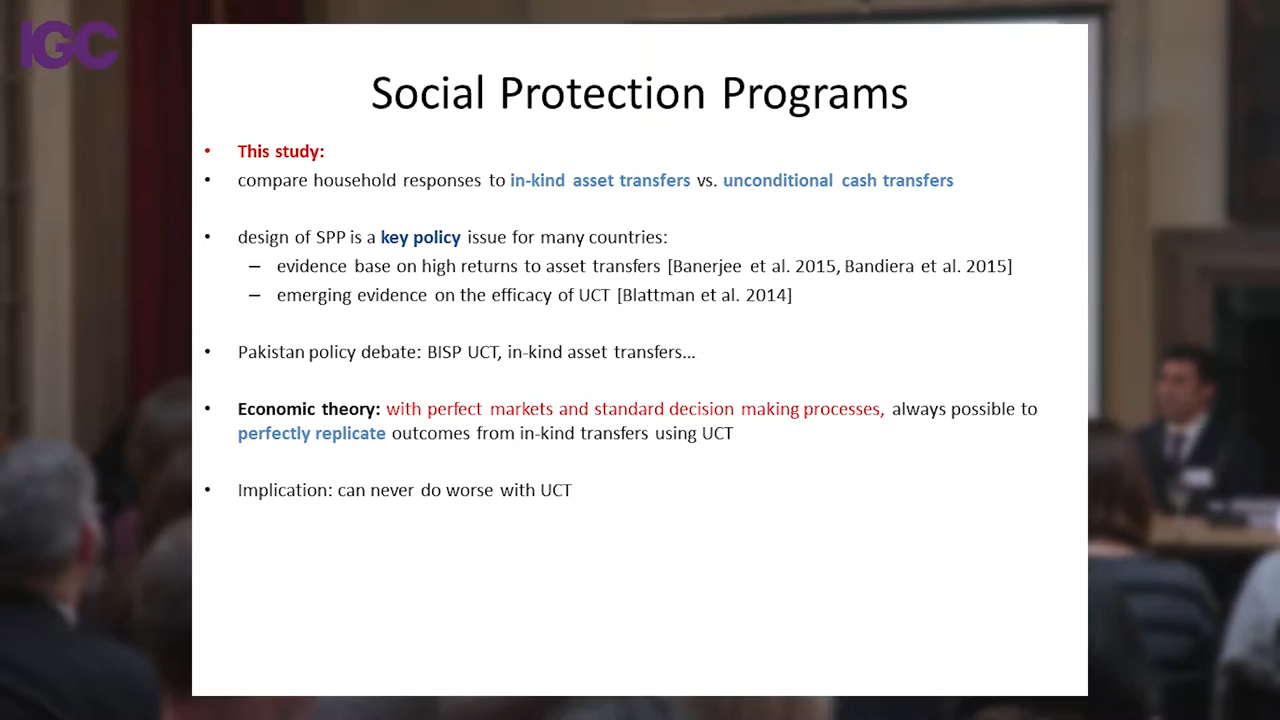 IGC
Social Protection Programs
• This study:
• compare household responses to in-kind asset transfers vs. unconditional cash transfers
• design of SPP is a key policy issue for many countries:
– evidence base on high returns to asset transfers [Banerjee et al. 2015, Bandiera et al. 2015]
– emerging evidence on the efficacy of UCT [Blattman et al. 2014]
• Pakistan policy debate: BISP UCT, in-kind asset transfers...
• Economic theory: with perfect markets and standard decision making processes, always possible to
perfectly replicate outcomes from in-kind transfers using UCT
• Implication: can never do worse with UCT